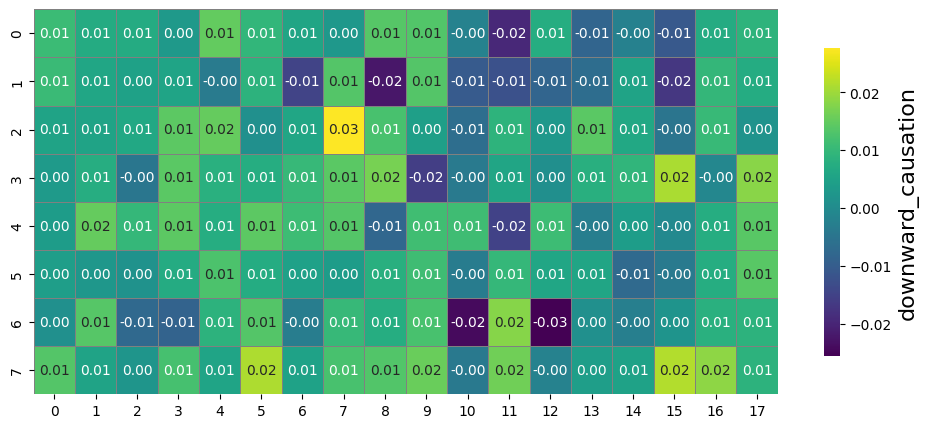 0 0.01 0.01 0.01 0.00 0.01 0.01 0.01 0.00 0.01 0.01 -0.00 -0.02 0.01 -0.01 -0.00 -0.01 0.01 0.01
1 0.01 0.01 0.00 0.01 -0.00 0.01 -0.01 0.01 -0.02 0.01 -0.01 -0.01 -0.01 -0.01 0.01 -0.02 0.01 0.01
2 0.01 0.01 0.01 0.01 0.02 0.00 0.01 0.03 0.01 0.00 -0.01 0.01 0.00 0.01 0.01 -0.00 0.01 0.00
3 0.00 0.01 -0.00 0.01 0.01 0.01 0.01 0.01 0.02 -0.02 -0.00 0.01 0.00 0.01 0.01 0.02 -0.00 0.02
4 0.00 0.02 0.01 0.01 0.01 0.01 0.01 0.01 -0.01 0.01 0.01 -0.02 0.01 -0.00 0.00 -0.00 0.00 0.01
5 0.00 0.00 0.00 0.01 0.01 0.01 0.00 0.00 0.01 0.01 -0.00 0.01 0.01 0.01 -0.01 -0.00 0.01 0.01
6 0.00 0.01 -0.01 -0.01 0.01 0.01 -0.00 0.01 0.01 0.01 -0.02 0.02 -0.03 0.00 -0.00 0.00 0.01 0.01
7 0.01 0.01 0.00 0.01 0.01 0.02 0.01 0.01 0.01 0.02 -0.00 0.02 -0.00 0.00 0.01 0.02 0.02 0.01
0 1 2 3 4 5 6 7 8 9 10 11 12 13 14 15 16 17
0.02
0.01
0.00
-0.01
-0.02
downward_causation